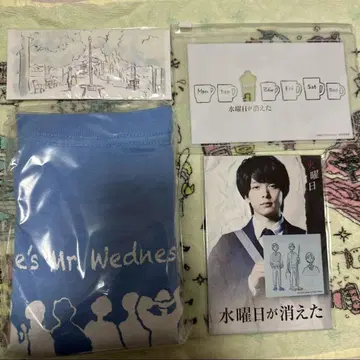 Mon
Tue
Thu
Fri
Sat
Sun
水曜日が消えた
e's Mr. Wednes
水曜日
水曜日が消えた